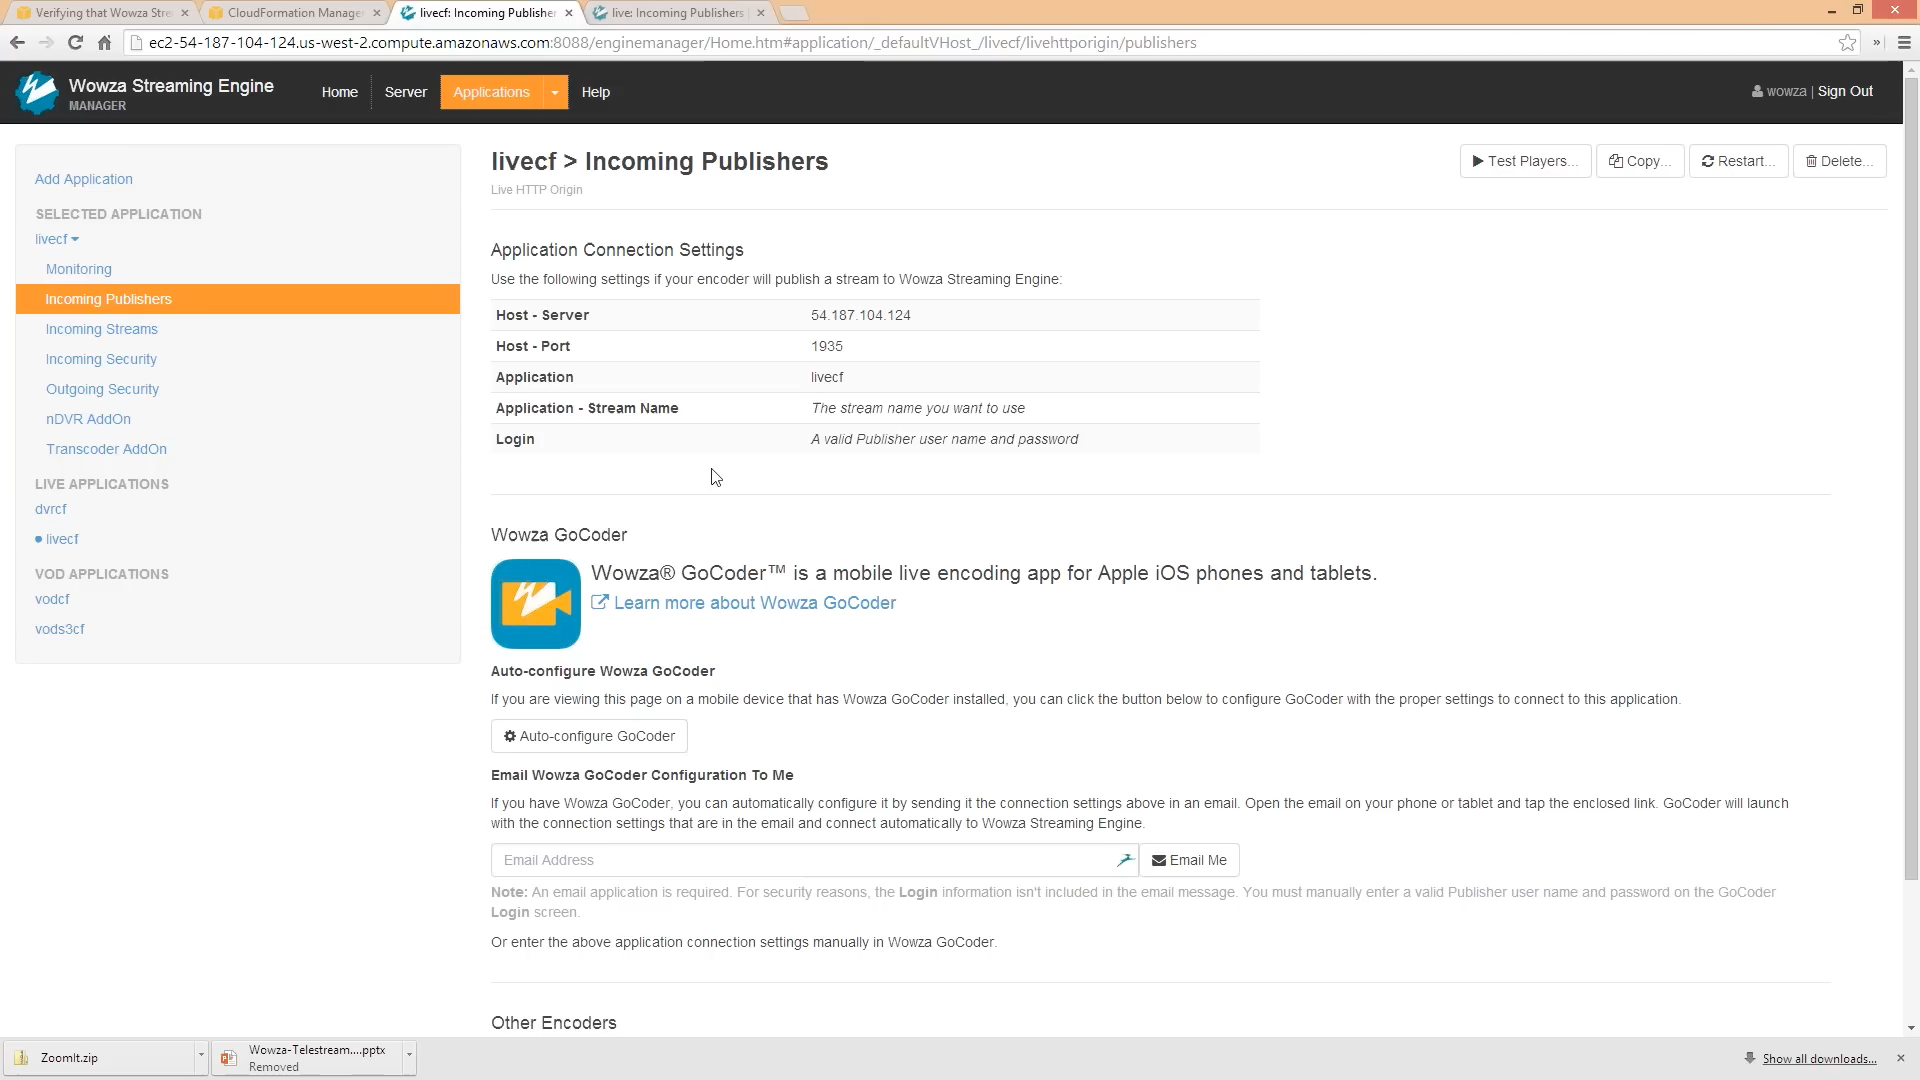 Verifying that Wowza Stre
CloudFormation Manage
livecf: Incoming Publisher
live: Incoming Publishers
ec2-54-187-104-124.us-west-2.compute.amazonaws.com:8088/enginemanager/Home.htm#application/_defaultVHost_/livecf/livehttporigin/publishers
Wowza Streaming Engine
MANAGER
Home
Server
Applications
Help
wowza | Sign Out
Add Application
SELECTED APPLICATION
livecf
Monitoring
Incoming Publishers
Incoming Streams
Incoming Security
Outgoing Security
nDVR AddOn
Transcoder AddOn
LIVE APPLICATIONS
dvrcf
livecf
VOD APPLICATIONS
vodcf
vods3cf
livecf > Incoming Publishers
Live HTTP Origin
Test Players...
Copy...
Restart...
Delete...
Application Connection Settings
Use the following settings if your encoder will publish a stream to Wowza Streaming Engine:
Host - Server 54.187.104.124
Host - Port 1935
Application livecf
Application - Stream Name The stream name you want to use
Login A valid Publisher user name and password
Wowza GoCoder
Wowza® GoCoder™ is a mobile live encoding app for Apple iOS phones and tablets.
Learn more about Wowza GoCoder
Auto-configure Wowza GoCoder
If you are viewing this page on a mobile device that has Wowza GoCoder installed, you can click the button below to configure GoCoder with the proper settings to connect to this application.
Auto-configure GoCoder
Email Wowza GoCoder Configuration To Me
If you have Wowza GoCoder, you can automatically configure it by sending it the connection settings above in an email. Open the email on your phone or tablet and tap the enclosed link. GoCoder will launch
with the connection settings that are in the email and connect automatically to Wowza Streaming Engine.
Email Address
Email Me
Note: An email application is required. For security reasons, the Login information isn't included in the email message. You must manually enter a valid Publisher user name and password on the GoCoder
Login screen.
Or enter the above application connection settings manually in Wowza GoCoder.
Other Encoders
ZoomIt.zip
Wowza-Telestream....pptx
Removed
Show all downloads...